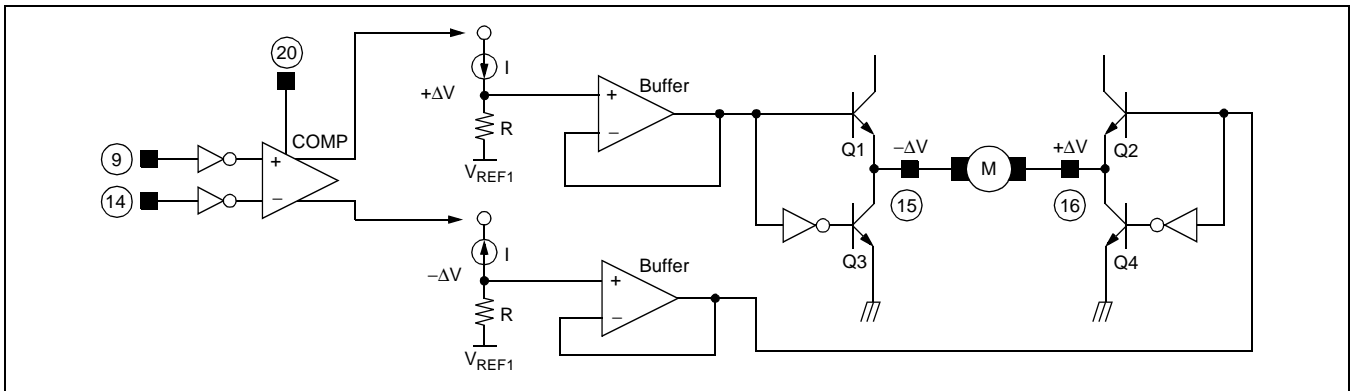 20
COMP
9
+
14
−
I
+ΔV
R
VREF1
I
−ΔV
R
VREF1
Buffer
+
−
Buffer
+
−
Q1
−ΔV
M
+ΔV
Q2
15
16
Q3
Q4